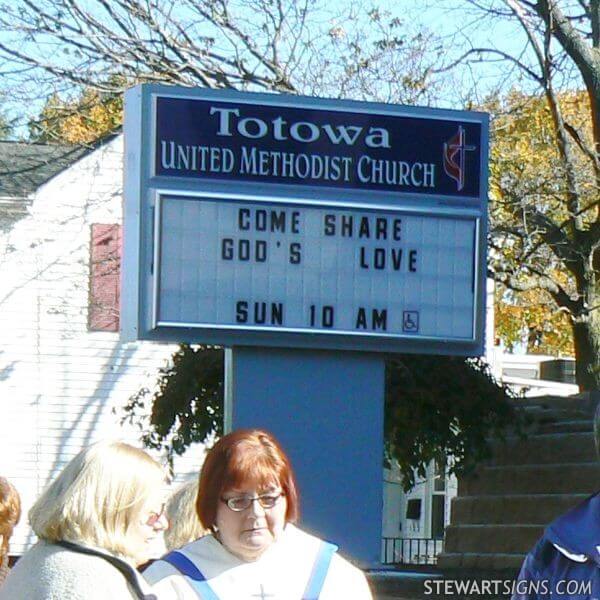 Totowa
United Methodist Church
COME SHARE
GOD'S LOVE
SUN 10 AM
STEWARTSIGNS.COM